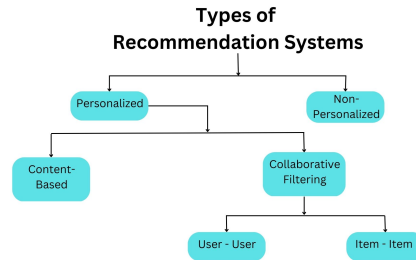 Types of
Recommendation Systems
Personalized
Non-
Personalized
Content-
Based
Collaborative
Filtering
User - User
Item - Item